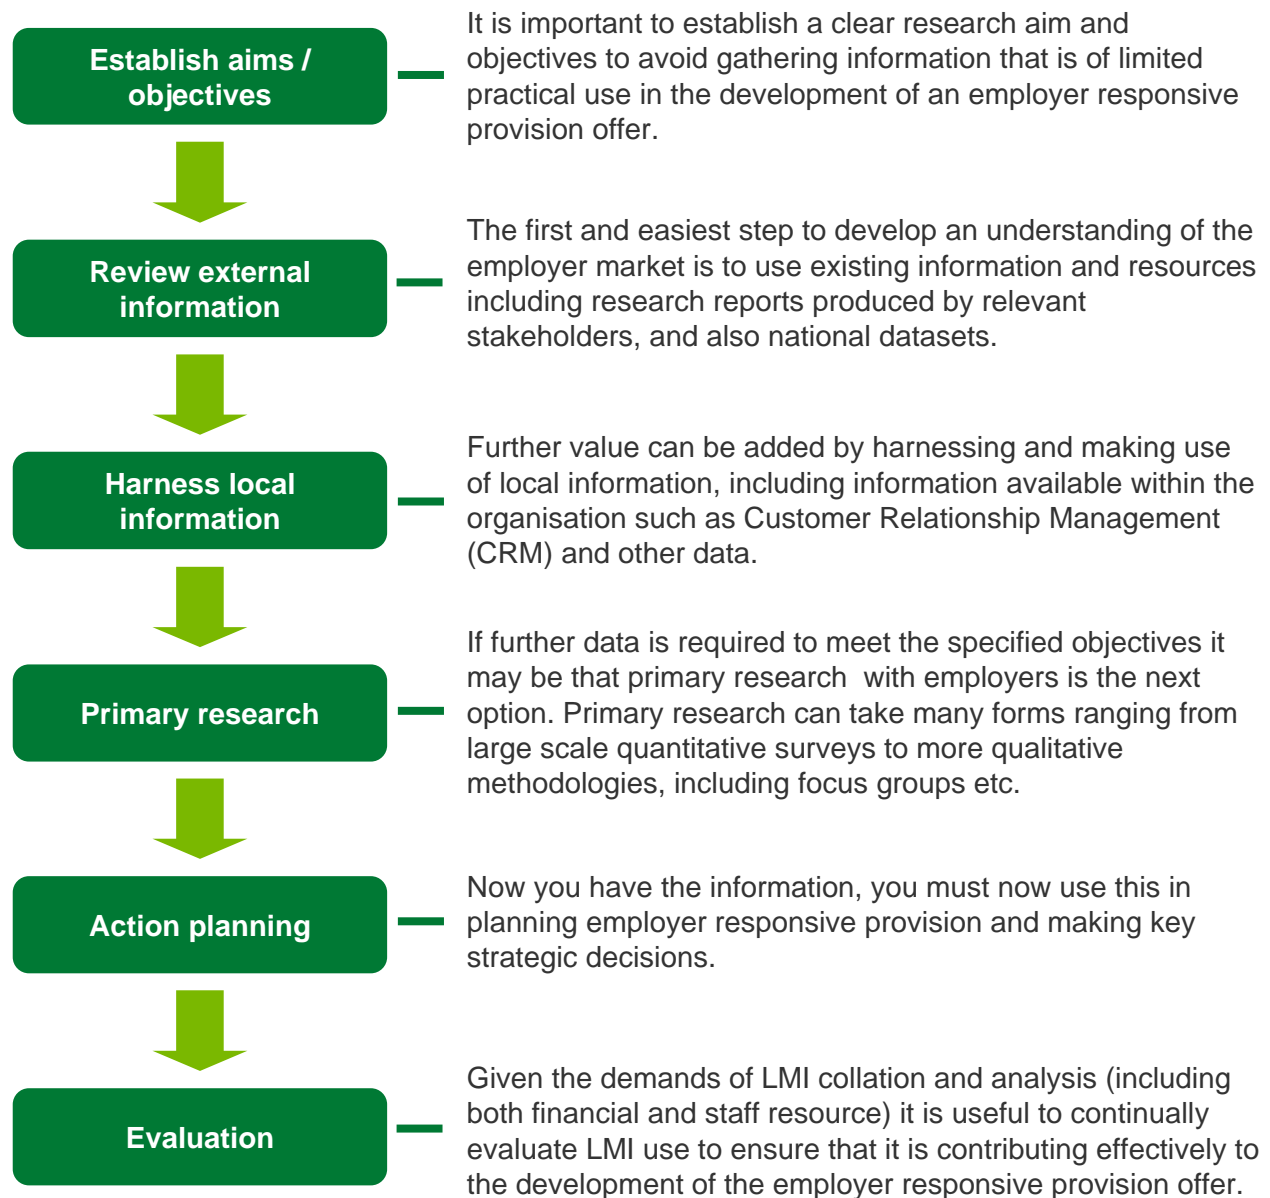 Establish aims /
objectives
It is important to establish a clear research aim and
objectives to avoid gathering information that is of limited
practical use in the development of an employer responsive
provision offer.
Review external
information
The first and easiest step to develop an understanding of the
employer market is to use existing information and resources
including research reports produced by relevant
stakeholders, and also national datasets.
Harness local
information
Further value can be added by harnessing and making use
of local information, including information available within the
organisation such as Customer Relationship Management
(CRM) and other data.
Primary research
If further data is required to meet the specified objectives it
may be that primary research  with employers is the next
option. Primary research can take many forms ranging from
large scale quantitative surveys to more qualitative
methodologies, including focus groups etc.
Action planning
Now you have the information, you must now use this in
planning employer responsive provision and making key
strategic decisions.
Evaluation
Given the demands of LMI collation and analysis (including
both financial and staff resource) it is useful to continually
evaluate LMI use to ensure that it is contributing effectively to
the development of the employer responsive provision offer.